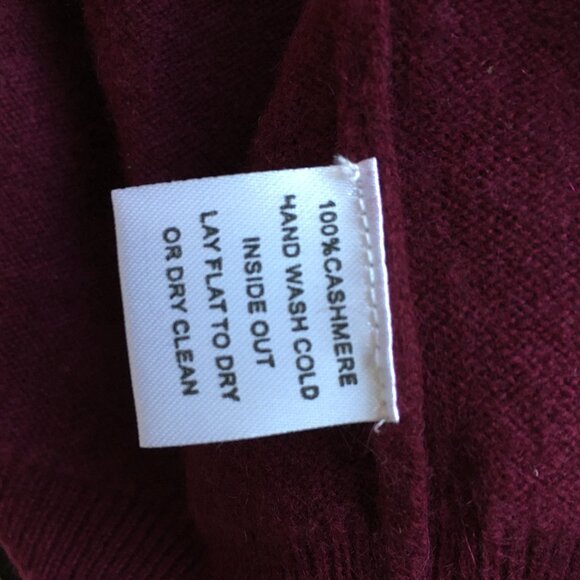 100%CASHMERE
HAND WASH COLD
INSIDE OUT
LAY FLAT TO DRY
OR DRY CLEAN